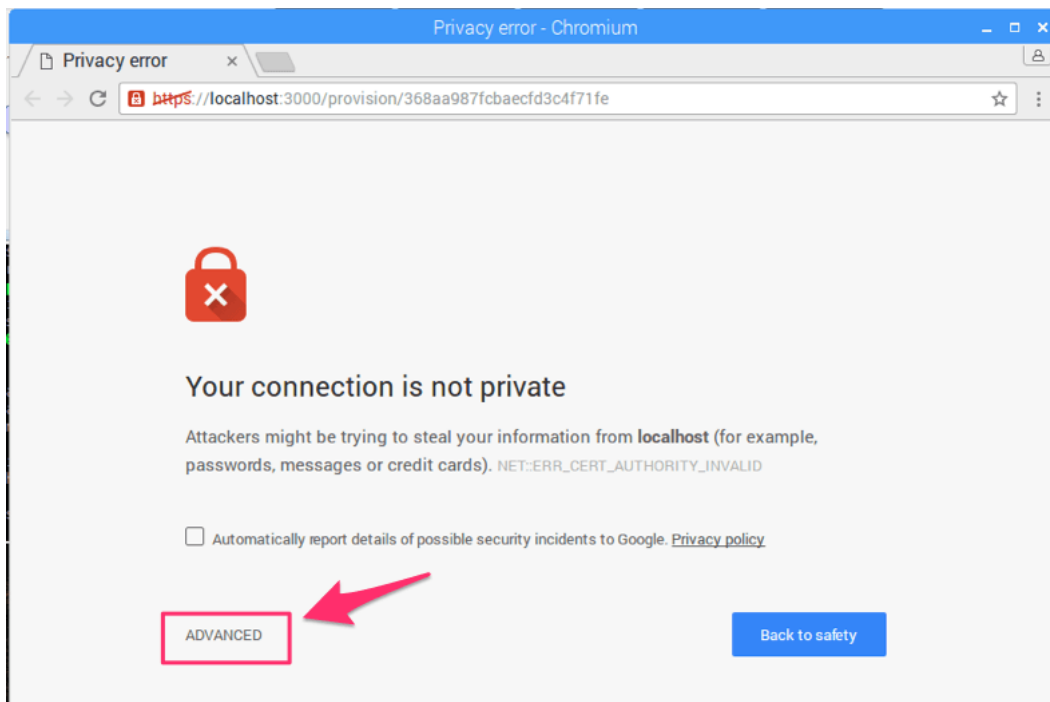 Privacy error - Chromium
Privacy error
https://localhost:3000/provision/368aa987fcbaecfd3c4f71fe
Your connection is not private
Attackers might be trying to steal your information from localhost (for example,
passwords, messages or credit cards). NET::ERR_CERT_AUTHORITY_INVALID
Automatically report details of possible security incidents to Google. Privacy policy
ADVANCED
Back to safety